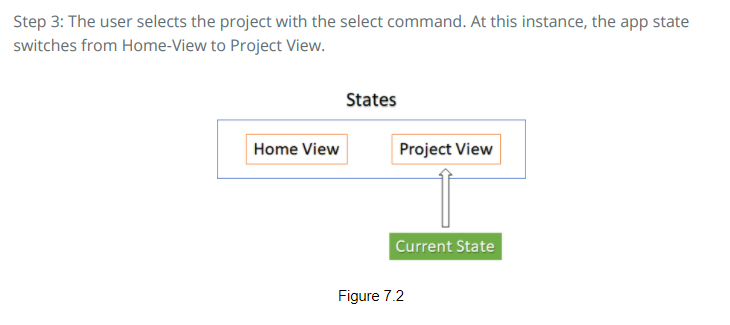 Step 3: The user selects the project with the select command. At this instance, the app state
switches from Home-View to Project View.
States
Home View Project View
Current State
Figure 7.2